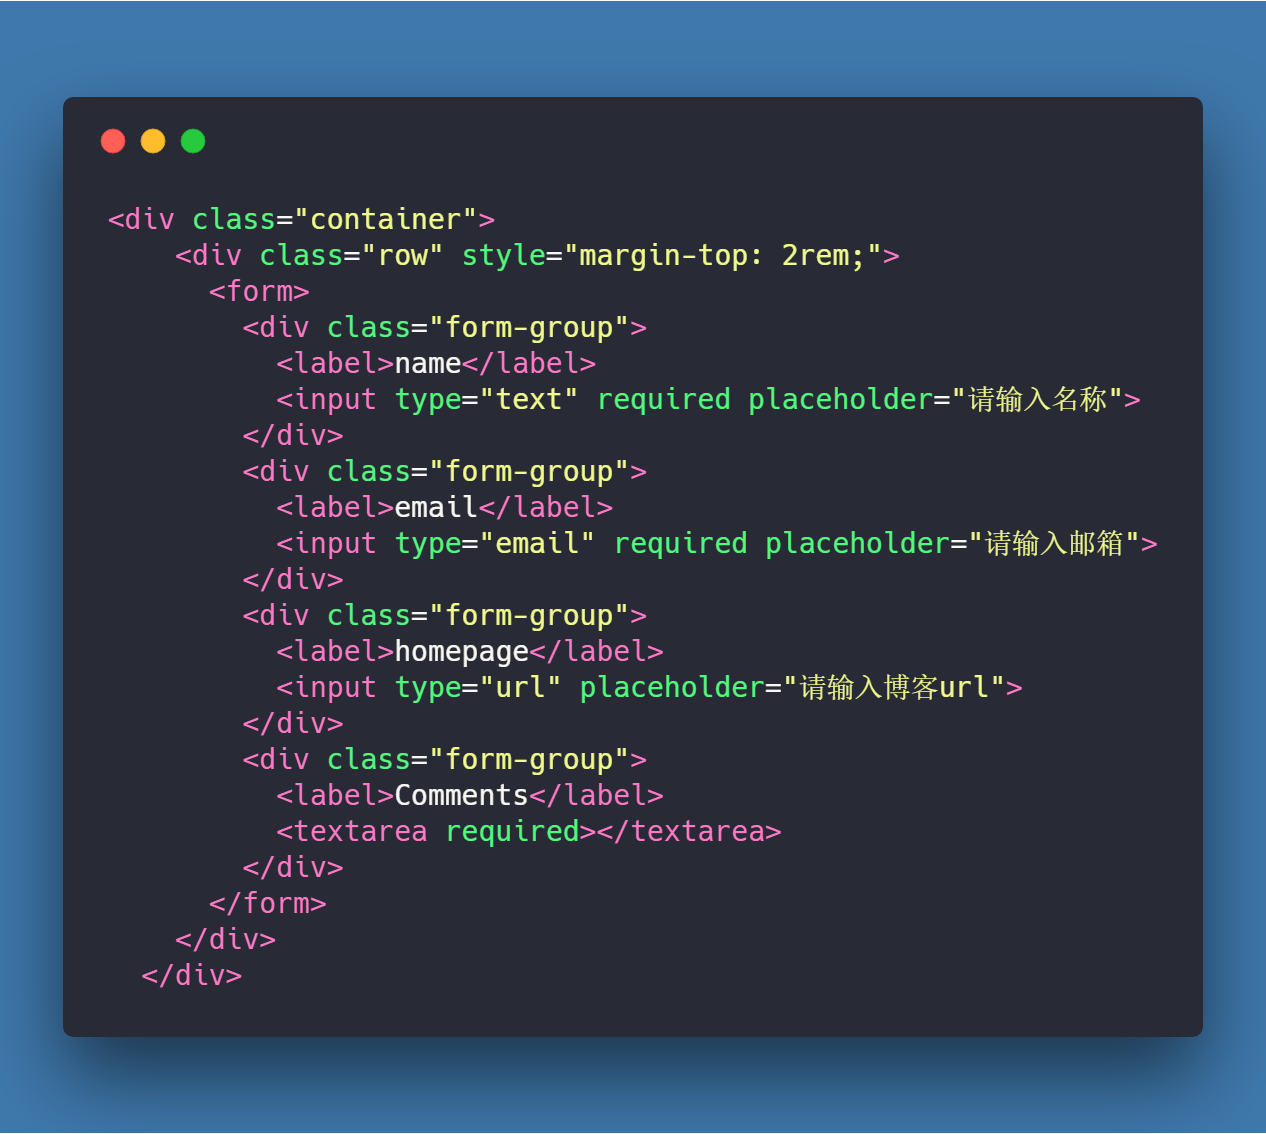 <div class="container">
    <div class="row" style="margin-top: 2rem;">
      <form>
        <div class="form-group">
          <label>name</label>
          <input type="text" required placeholder="请输入名称">
        </div>
        <div class="form-group">
          <label>email</label>
          <input type="email" required placeholder="请输入邮箱">
        </div>
        <div class="form-group">
          <label>homepage</label>
          <input type="url" placeholder="请输入博客url">
        </div>
        <div class="form-group">
          <label>Comments</label>
          <textarea required></textarea>
        </div>
      </form>
    </div>
  </div>